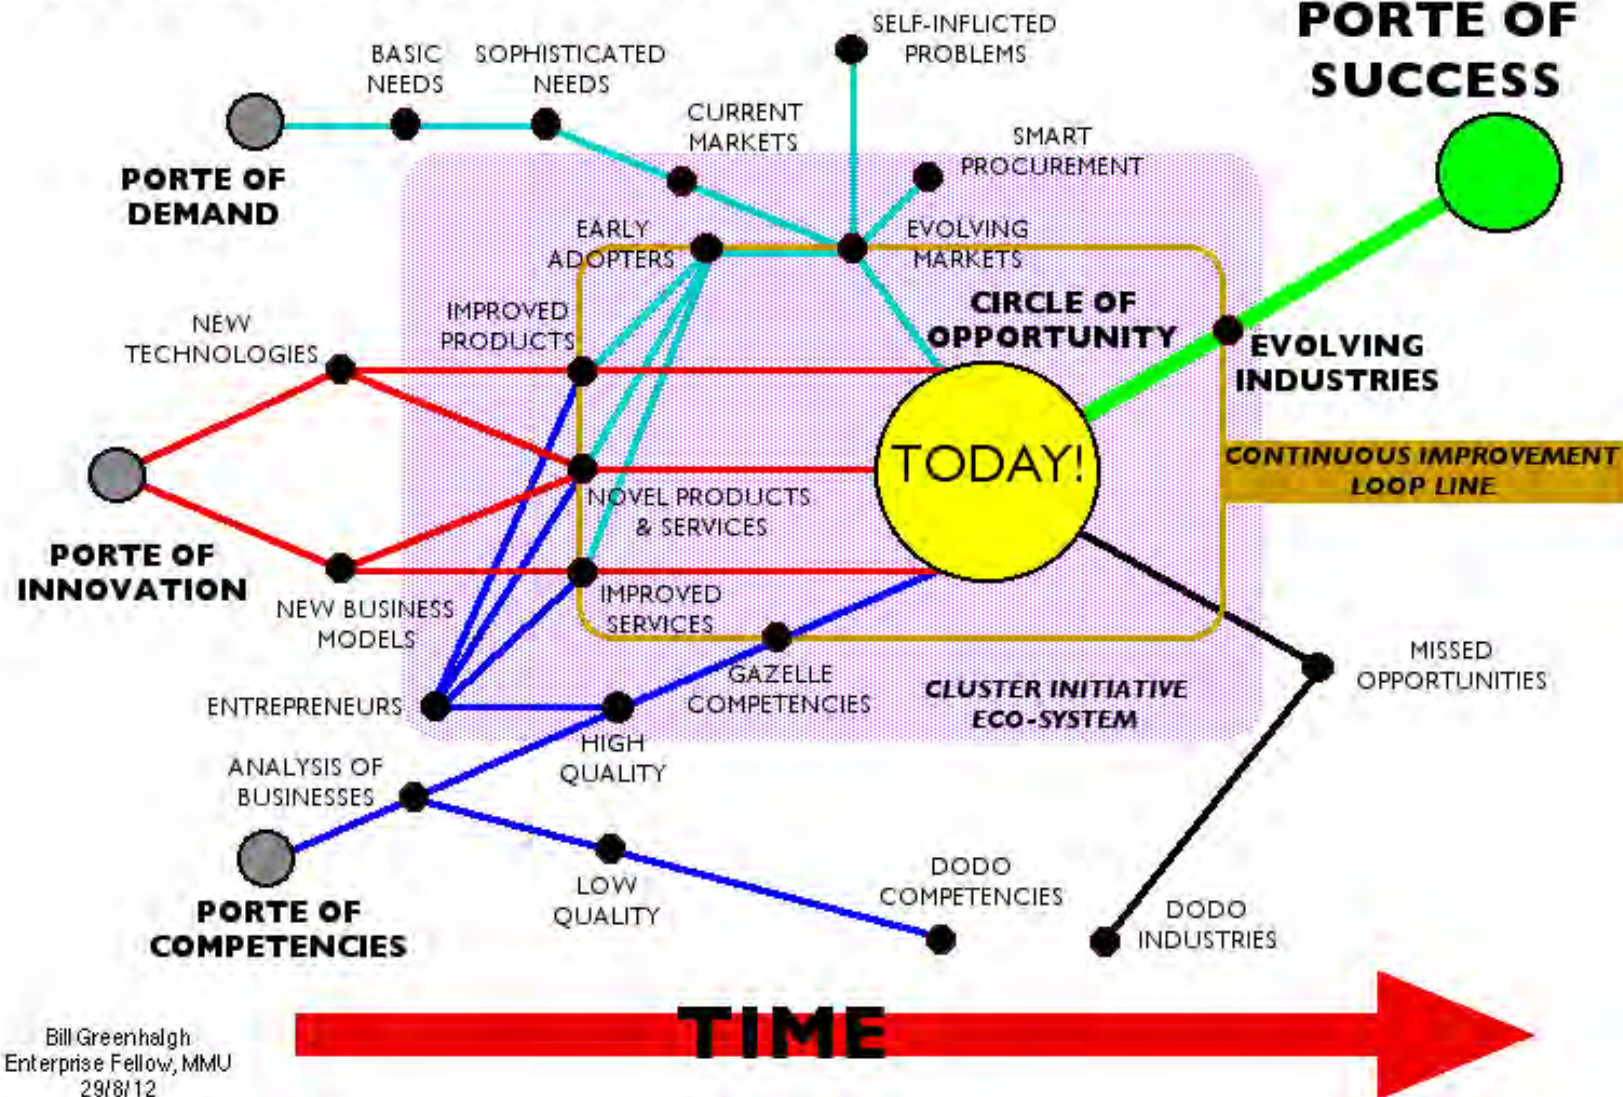 PORTE OF
SUCCESS
SELF-INFLICTED
PROBLEMS
BASIC
NEEDS
SOPHISTICATED
NEEDS
CURRENT
MARKETS
SMART
PROCUREMENT
PORTE OF
DEMAND
EARLY
ADOPTERS
EVOLVING
MARKETS
CIRCLE OF
OPPORTUNITY
IMPROVED
PRODUCTS
NEW
TECHNOLOGIES
EVOLVING
INDUSTRIES
TODAY!
CONTINUOUS IMPROVEMENT
LOOP LINE
NOVEL PRODUCTS
& SERVICES
PORTE OF
INNOVATION
NEW BUSINESS
MODELS
IMPROVED
SERVICES
GAZELLE
COMPETENCIES
CLUSTER INITIATIVE
ECO-SYSTEM
MISSED
OPPORTUNITIES
ENTREPRENEURS
HIGH
QUALITY
ANALYSIS OF
BUSINESSES
LOW
QUALITY
DODO
COMPETENCIES
DODO
INDUSTRIES
PORTE OF
COMPETENCIES
TIME
Bill Greenhalgh
Enterprise Fellow, MMU
29/8/12